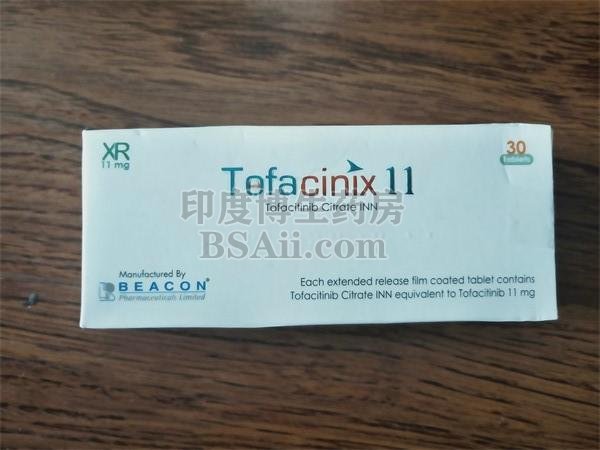 XR
11 mg
30
Tablets
Tofacinix 11
Tofacitinib Citrate INN
印度博生药房
BSAii.com
Manufactured By
BEACON®
Pharmaceuticals Limited
Each extended release film coated tablet contains
Tofacitinib Citrate INN equivalent to Tofacitinib 11 mg